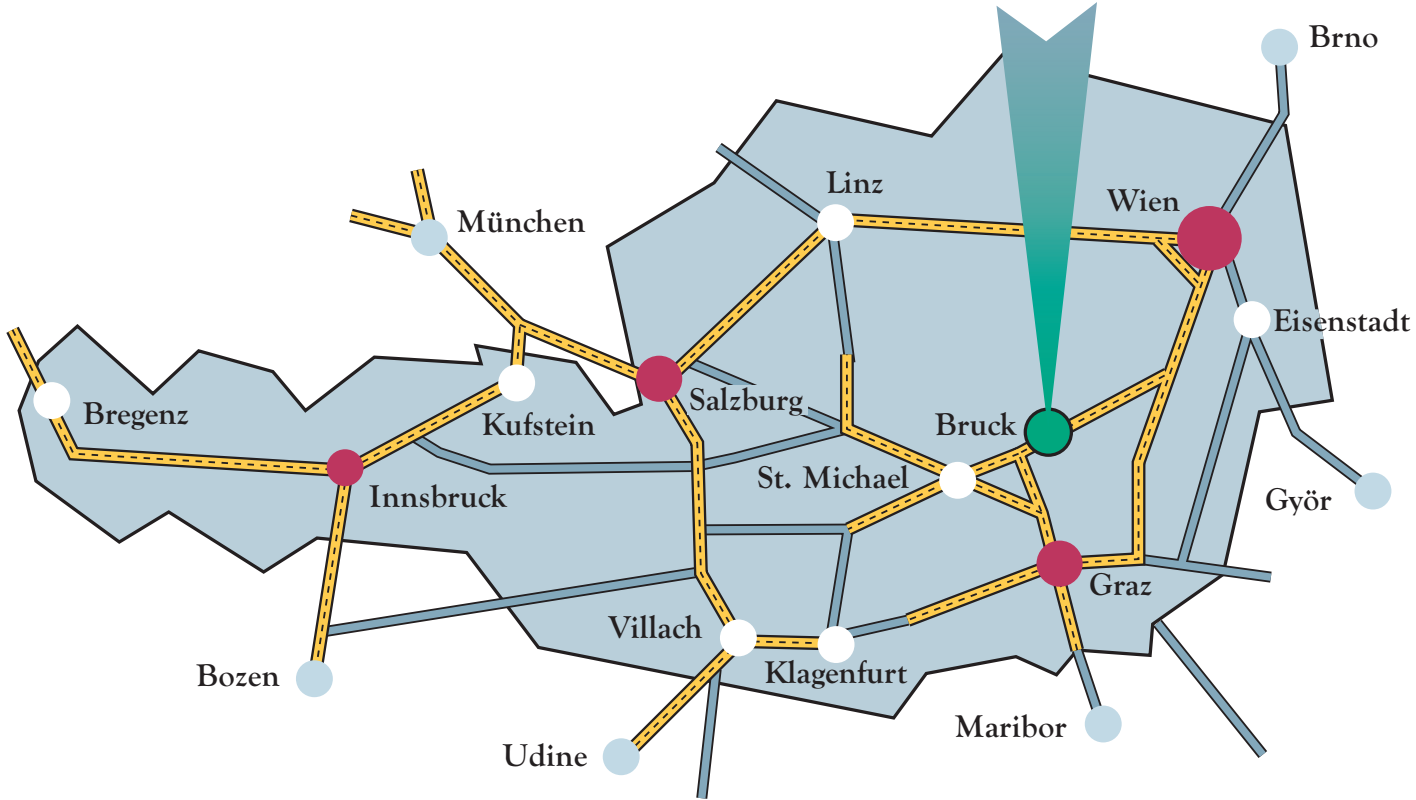 Brno
Linz
Wien
München
Eisenstadt
Salzburg
Bregenz
Kufstein
Bruck
St. Michael
Innsbruck
Györ
Graz
Villach
Klagenfurt
Bozen
Maribor
Udine